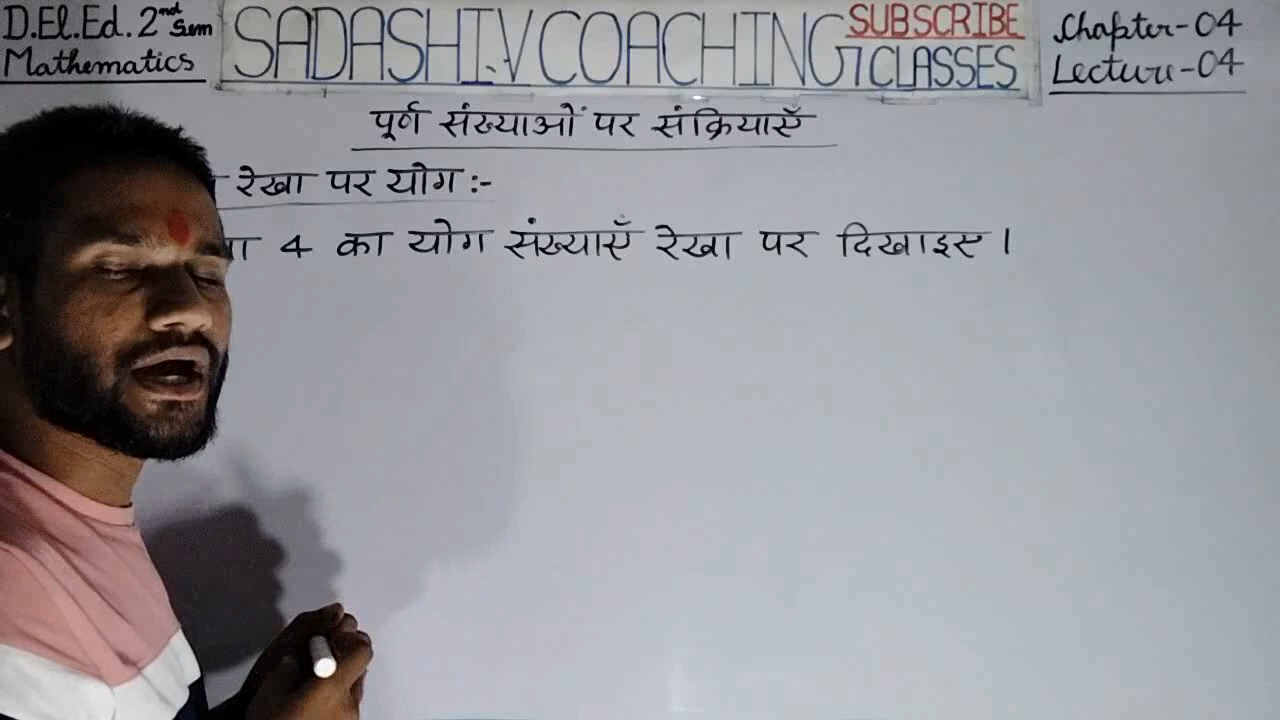 D.El.Ed. 2nd Sem
Mathematics
SADASHIV COACHING CLASSES
SUBSCRIBE
Chapter-04
Lecture-04
पूर्ण संख्याओं पर संक्रियाएँ
रेखा पर योग :-
4 का योग संख्याएँ रेखा पर दिखाइए ।